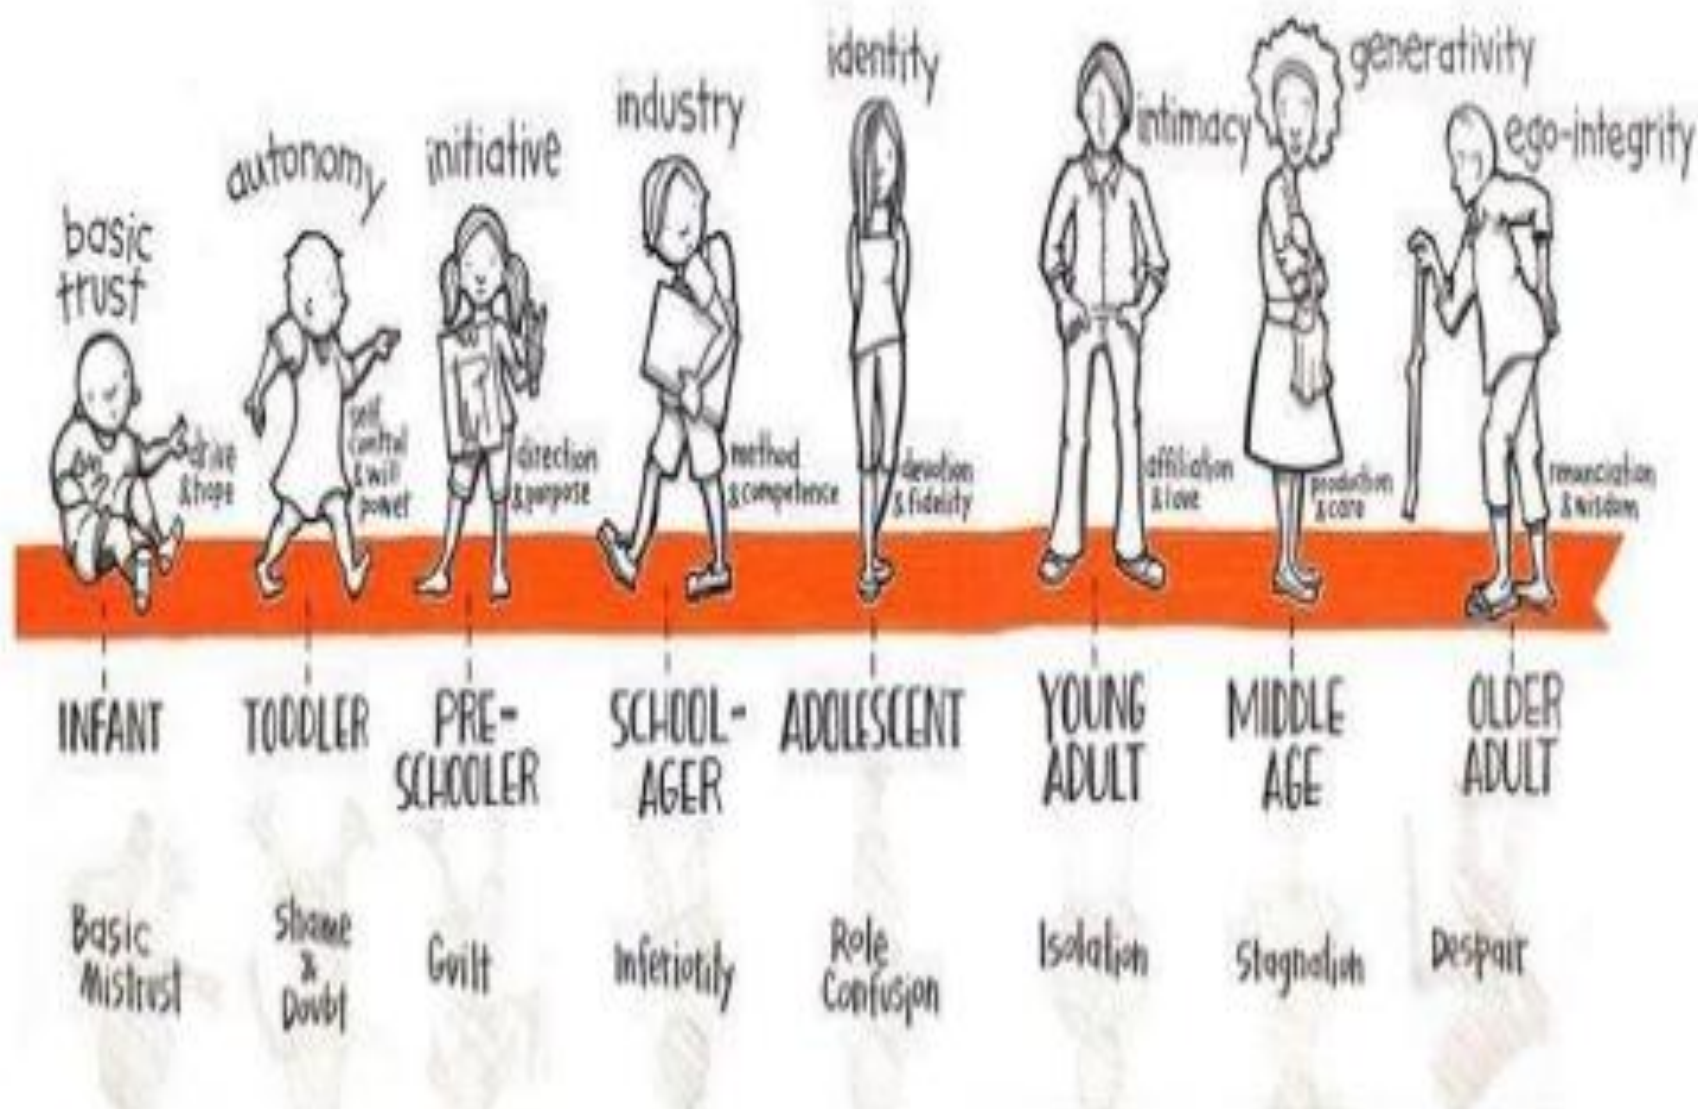 basic
trust
autonomy
initiative
industry
identity
intimacy
generativity
ego-integrity
drive
& hope
self
control
& will
power
direction
& purpose
method
& competence
devotion
& fidelity
affiliation
& love
production
& care
renunciation
& wisdom
INFANT
TODDLER
PRE-
SCHOOLER
SCHOOL-
AGER
ADOLESCENT
YOUNG
ADULT
MIDDLE
AGE
OLDER
ADULT
Basic
Mistrust
Shame
&
Doubt
Guilt
Inferiority
Role
Confusion
Isolation
Stagnation
Despair